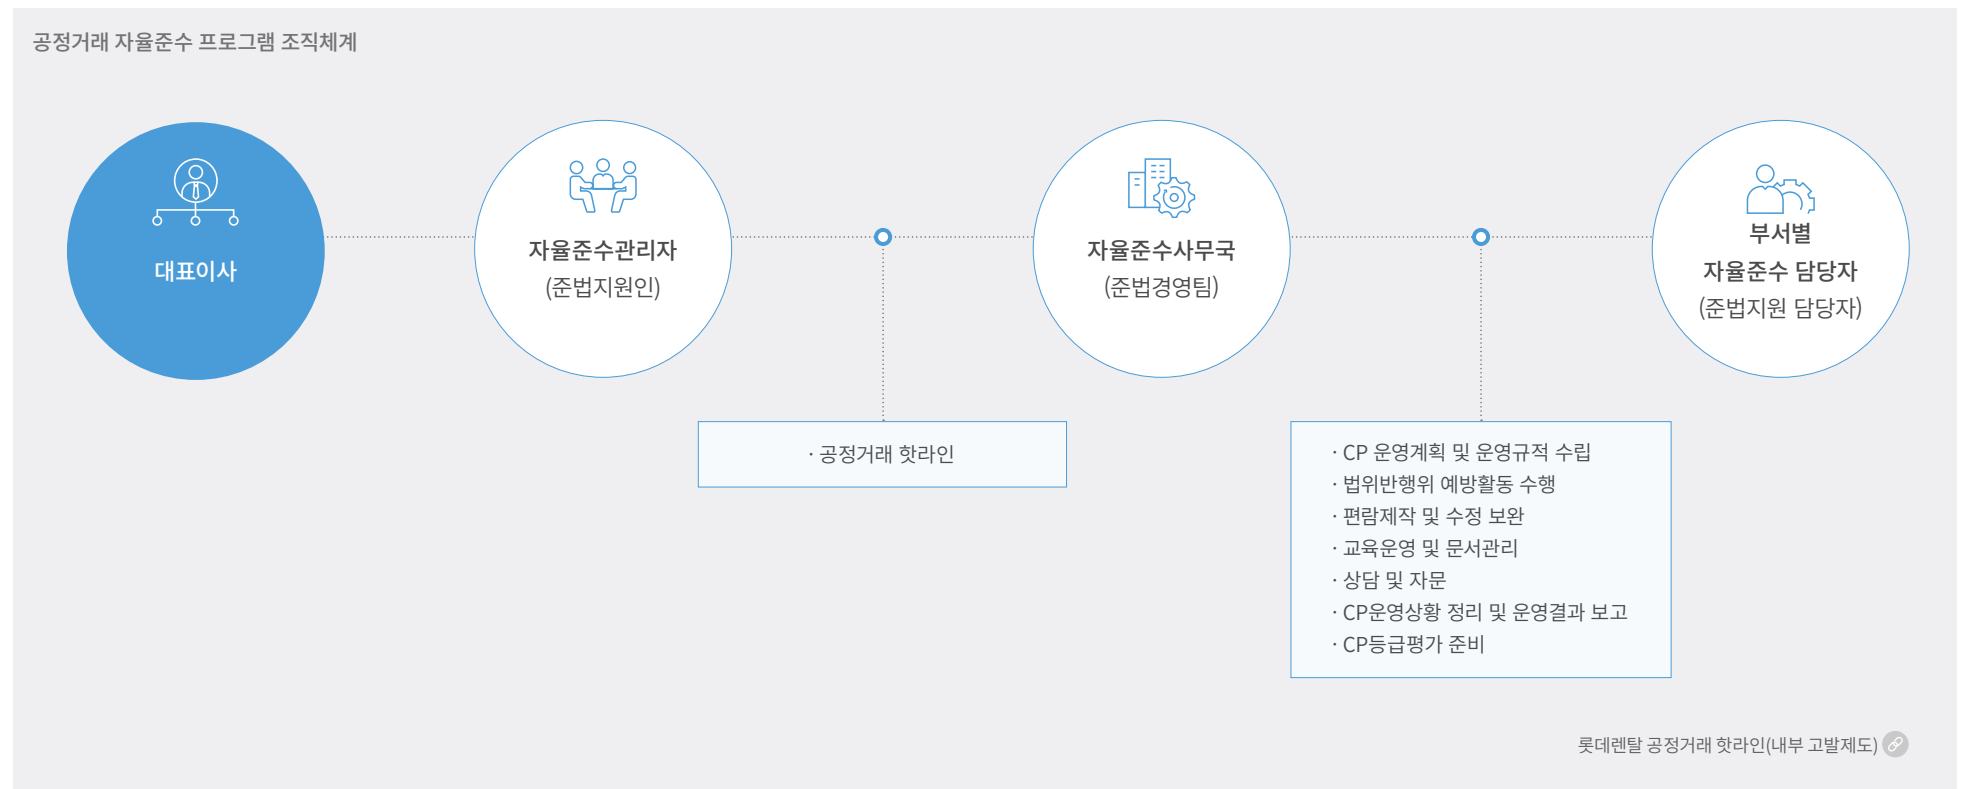 공정거래 자율준수 프로그램 조직체계
대표이사
자율준수관리자
(준법지원인)
자율준수사무국
(준법경영팀)
부서별
자율준수 담당자
(준법지원 담당자)
· 공정거래 핫라인
· CP 운영계획 및 운영규적 수립
· 법위반행위 예방활동 수행
· 편람제작 및 수정 보완
· 교육운영 및 문서관리
· 상담 및 자문
· CP운영상황 정리 및 운영결과 보고
· CP등급평가 준비
롯데렌탈 공정거래 핫라인(내부 고발제도)